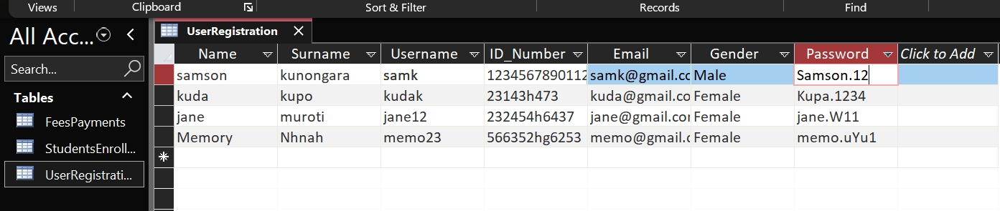 Views Clipboard Sort & Filter Records Find
All Acc...
UserRegistration
Name Surname Username ID_Number Email Gender Password Click to Add
Search...
samson kunongara samk 1234567890112 samk@gmail.co Male Samson.12
kuda kupo kudak 23143h473 kuda@gmail.co Female Kupa.1234
Tables
jane muroti jane12 232454h6437 jane@gmail.con Female jane.W11
FeesPayments
Memory Nhnah memo23 566352hg6253 memo@gmail.c Female memo.uYu1
StudentsEnroll...
UserRegistrati...